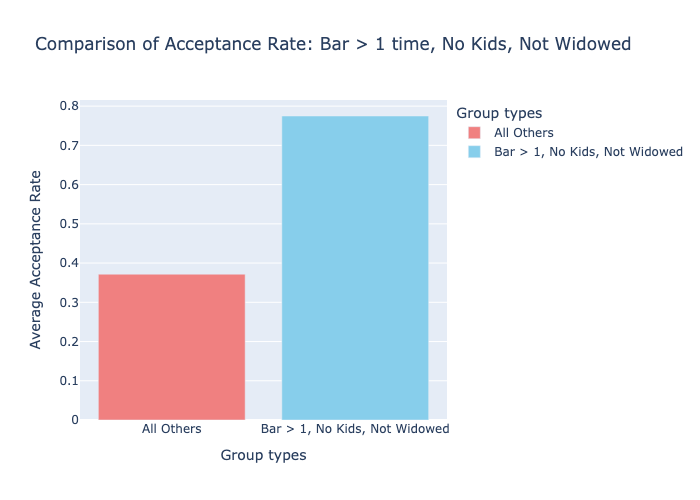 Comparison of Acceptance Rate: Bar > 1 time, No Kids, Not Widowed
Group types
All Others
Bar > 1, No Kids, Not Widowed
Average Acceptance Rate
0.8
0.7
0.6
0.5
0.4
0.3
0.2
0.1
0
All Others
Bar > 1, No Kids, Not Widowed
Group types